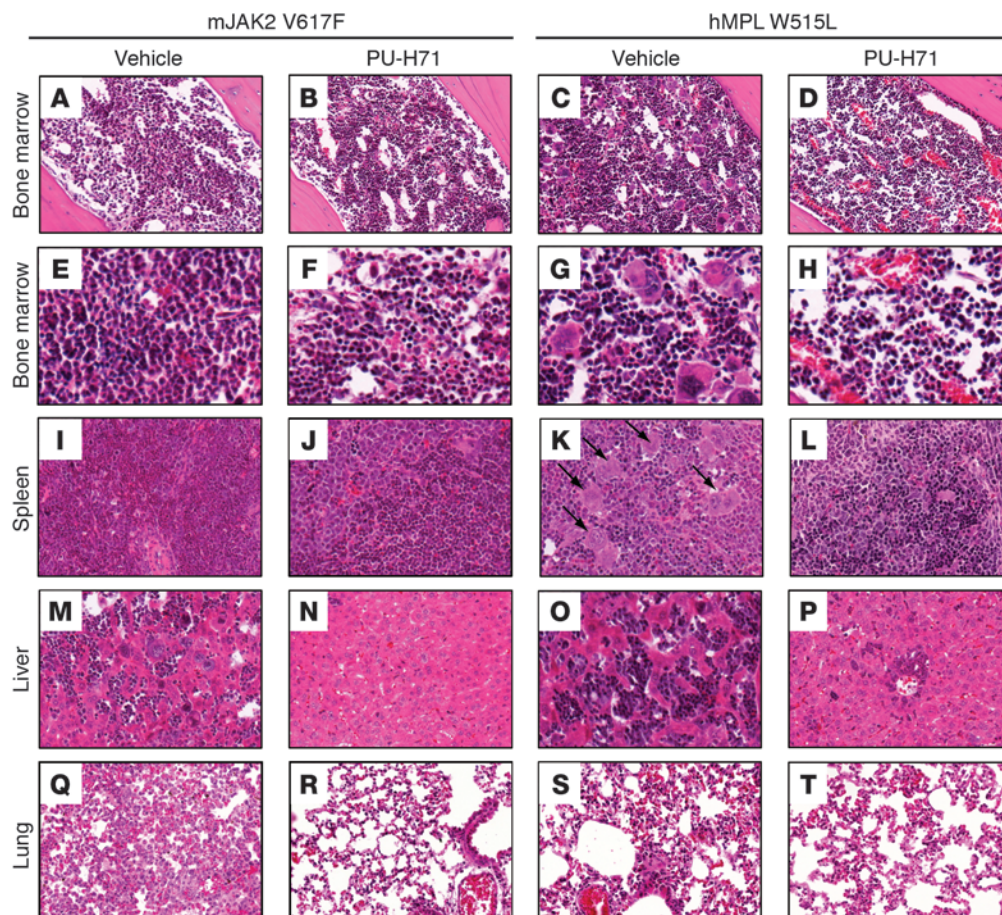 mJAK2 V617F hMPL W515L
Vehicle PU-H71 Vehicle PU-H71
Bone marrow A B C D
Bone marrow E F G H
Spleen I J K L
Liver M N O P
Lung Q R S T